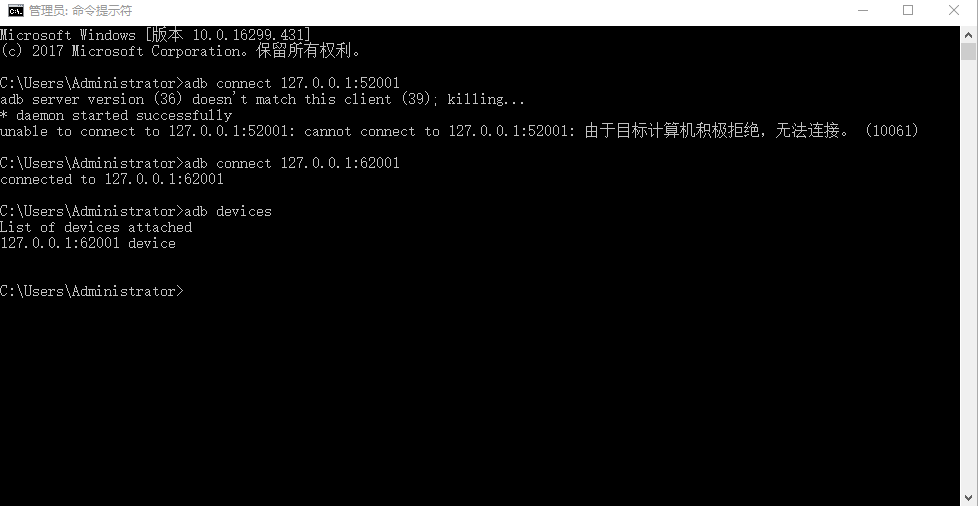 管理员: 命令提示符
Microsoft Windows [版本 10.0.16299.431]
(c) 2017 Microsoft Corporation。保留所有权利。
C:\Users\Administrator>adb connect 127.0.0.1:52001
adb server version (36) doesn't match this client (39); killing...
* daemon started successfully
unable to connect to 127.0.0.1:52001: cannot connect to 127.0.0.1:52001: 由于目标计算机积极拒绝，无法连接。 (10061)
C:\Users\Administrator>adb connect 127.0.0.1:62001
connected to 127.0.0.1:62001
C:\Users\Administrator>adb devices
List of devices attached
127.0.0.1:62001 device
C:\Users\Administrator>